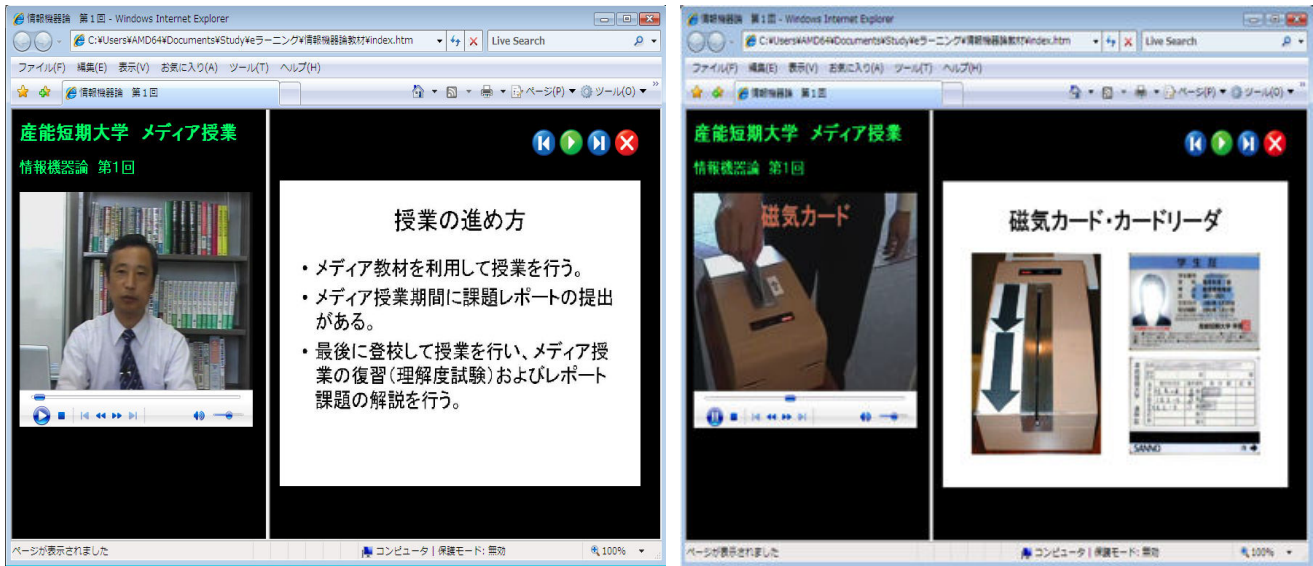 情報機器論 第1回 - Windows Internet Explorer
C:¥Users¥AMD64¥Documents¥Study¥eラーニング¥情報機器論教材¥index.htm
Live Search
ファイル(F) 編集(E) 表示(V) お気に入り(A) ツール(T) ヘルプ(H)
情報機器論 第1回
ページ(P) ツール(O)
産能短期大学 メディア授業
情報機器論 第1回
授業の進め方
・メディア教材を利用して授業を行う。
・メディア授業期間に課題レポートの提出
がある。
・最後に登校して授業を行い、メディア授
業の復習(理解度試験)およびレポート
課題の解説を行う。
ページが表示されました
コンピュータ | 保護モード: 無効
100%
情報機器論 第1回 - Windows Internet Explorer
C:¥Users¥AMD64¥Documents¥Study¥eラーニング¥情報機器論教材¥index.htm
Live Search
ファイル(F) 編集(E) 表示(V) お気に入り(A) ツール(T) ヘルプ(H)
情報機器論 第1回
ページ(P) ツール(O)
産能短期大学 メディア授業
情報機器論 第1回
磁気カード
磁気カード・カードリーダ
学生証
産能短期大学
SANNO
ページが表示されました
コンピュータ | 保護モード: 無効
100%